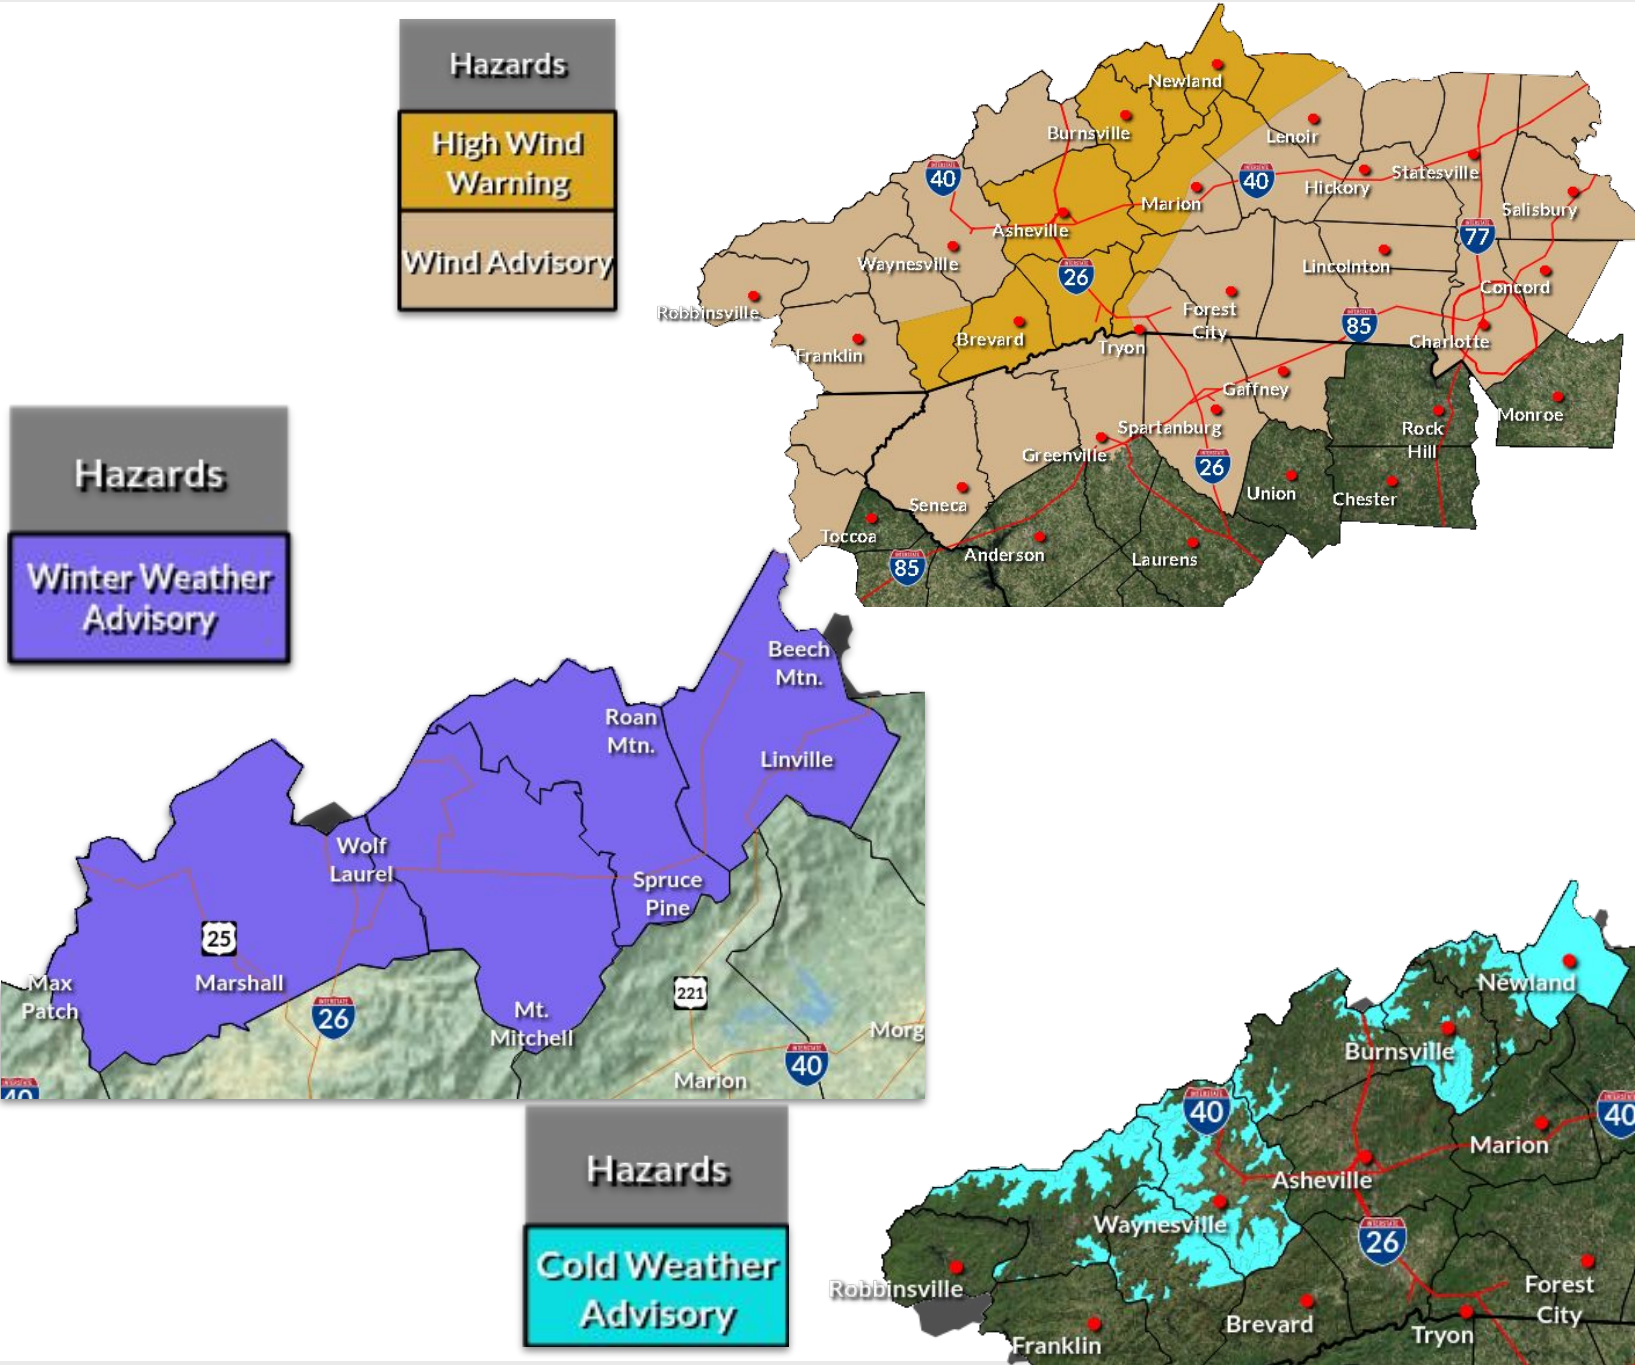 Hazards
High Wind
Warning
Wind Advisory
Newland
Burnsville
Lenoir
40
40
Hickory
Statesville
Marion
Salisbury
Asheville
77
Waynesville
26
Lincolnton
Concord
Robbinsville
Forest
City
85
Brevard
Charlotte
Franklin
Tryon
Gaffney
Monroe
Spartanburg
Rock
Hill
Greenville
26
Seneca
Union
Chester
Toccoa
Anderson
Laurens
85
Hazards
Winter Weather
Advisory
Beech
Mtn.
Roan
Mtn.
Linville
Wolf
Laurel
Spruce
Pine
25
Max
Patch
Marshall
221
26
Mt.
Mitchell
Morg
40
Marion
40
Hazards
Cold Weather
Advisory
Newland
Burnsville
40
40
Marion
Asheville
Waynesville
26
Robbinsville
Forest
City
Brevard
Tryon
Franklin